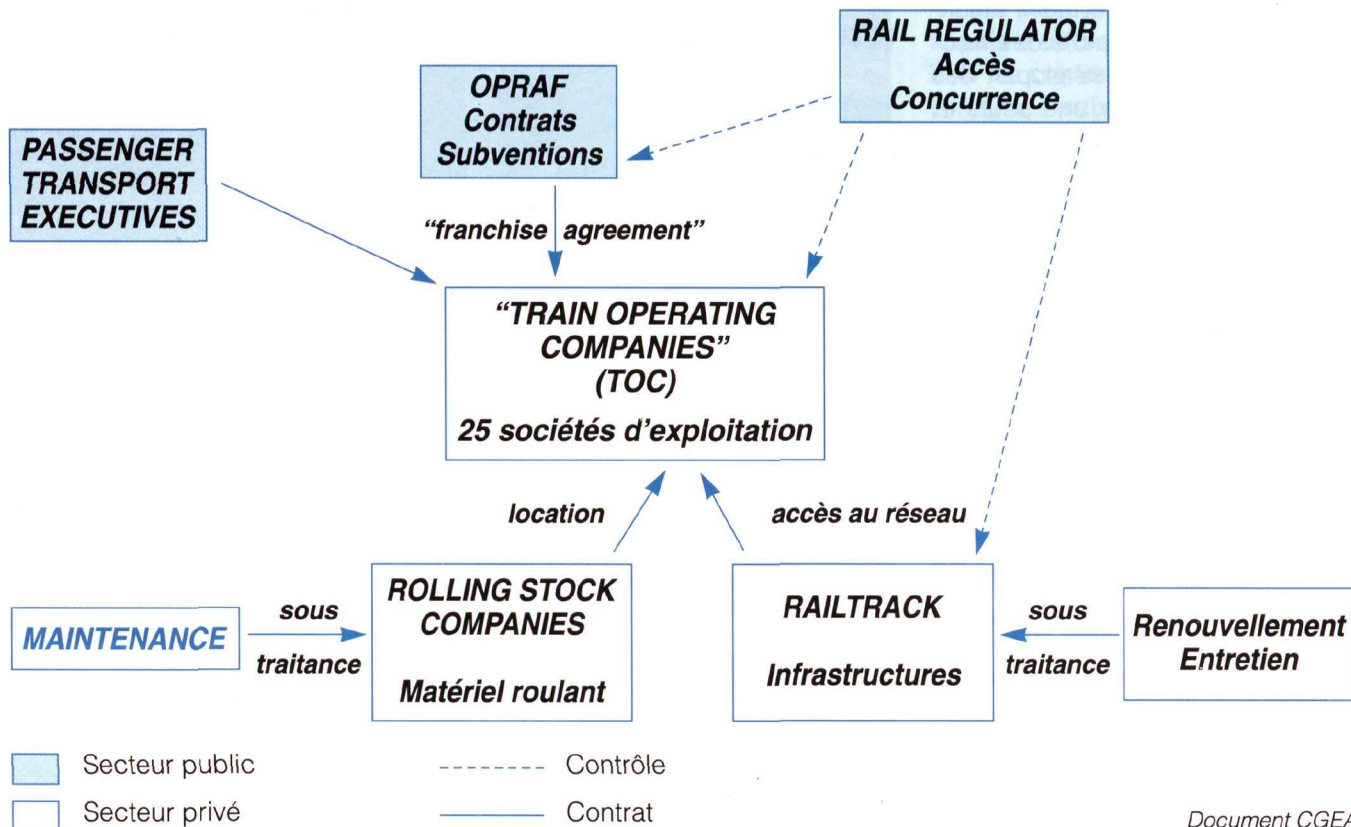 RAIL REGULATOR
Accès
Concurrence
OPRAF
Contrats
Subventions
PASSENGER
TRANSPORT
EXECUTIVES
“franchise agreement”
“TRAIN OPERATING
COMPANIES”
(TOC)
25 sociétés d'exploitation
location
accès au réseau
MAINTENANCE
sous
traitance
ROLLING STOCK
COMPANIES
Matériel roulant
RAILTRACK
Infrastructures
sous
traitance
Renouvellement
Entretien
Secteur public
Contrôle
Secteur privé
Contrat
Document CGEA